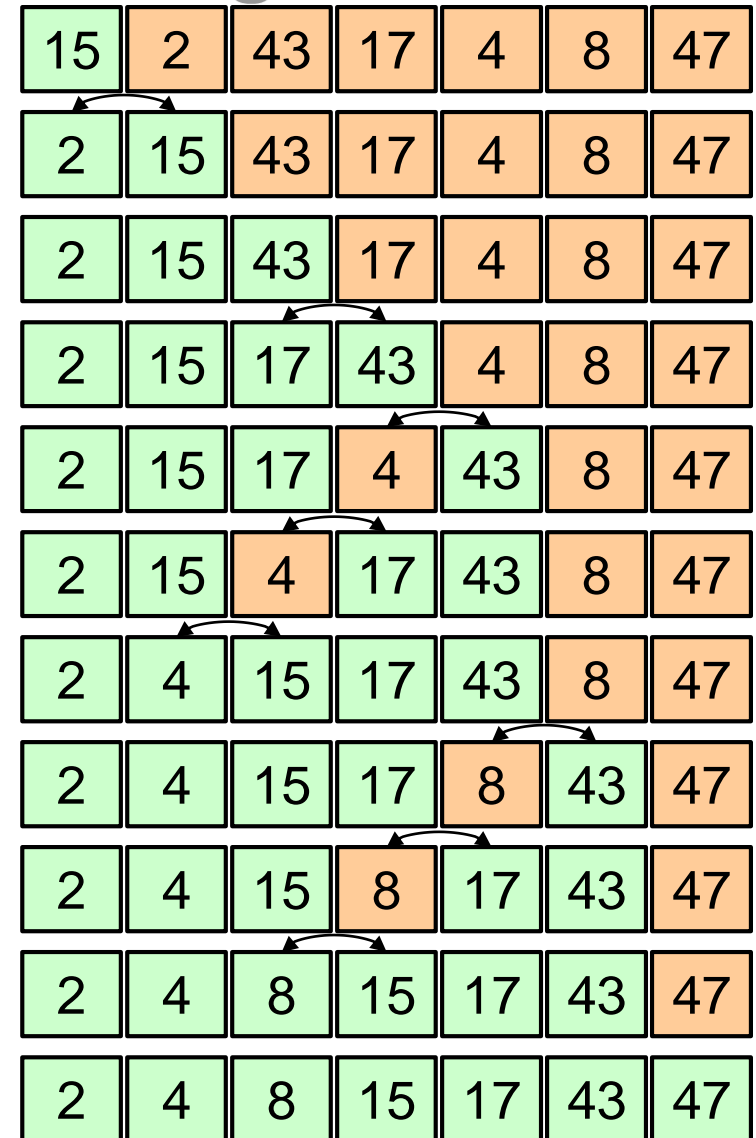 15 2 43 17 4 8 47
2 15 43 17 4 8 47
2 15 43 17 4 8 47
2 15 17 43 4 8 47
2 15 17 4 43 8 47
2 15 4 17 43 8 47
2 4 15 17 43 8 47
2 4 15 17 8 43 47
2 4 15 8 17 43 47
2 4 8 15 17 43 47
2 4 8 15 17 43 47